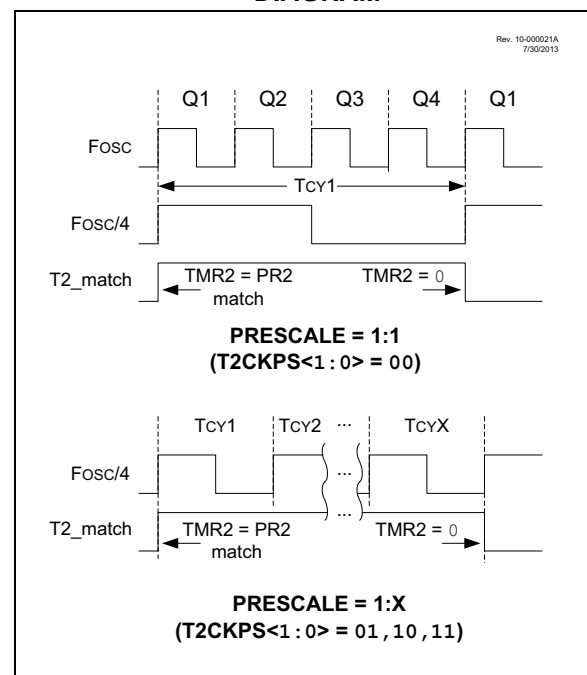 Rev. 10-000021A
7/30/2013
Q1 Q2 Q3 Q4 Q1
FOSC
TCY1
FOSC/4
T2_match TMR2 = PR2 match TMR2 = 0
PRESCALE = 1:1
(T2CKPS<1:0> = 00)
TCY1 TCY2 ... TCYX
FOSC/4 ...
...
T2_match TMR2 = PR2 match TMR2 = 0
PRESCALE = 1:X
(T2CKPS<1:0> = 01,10,11)